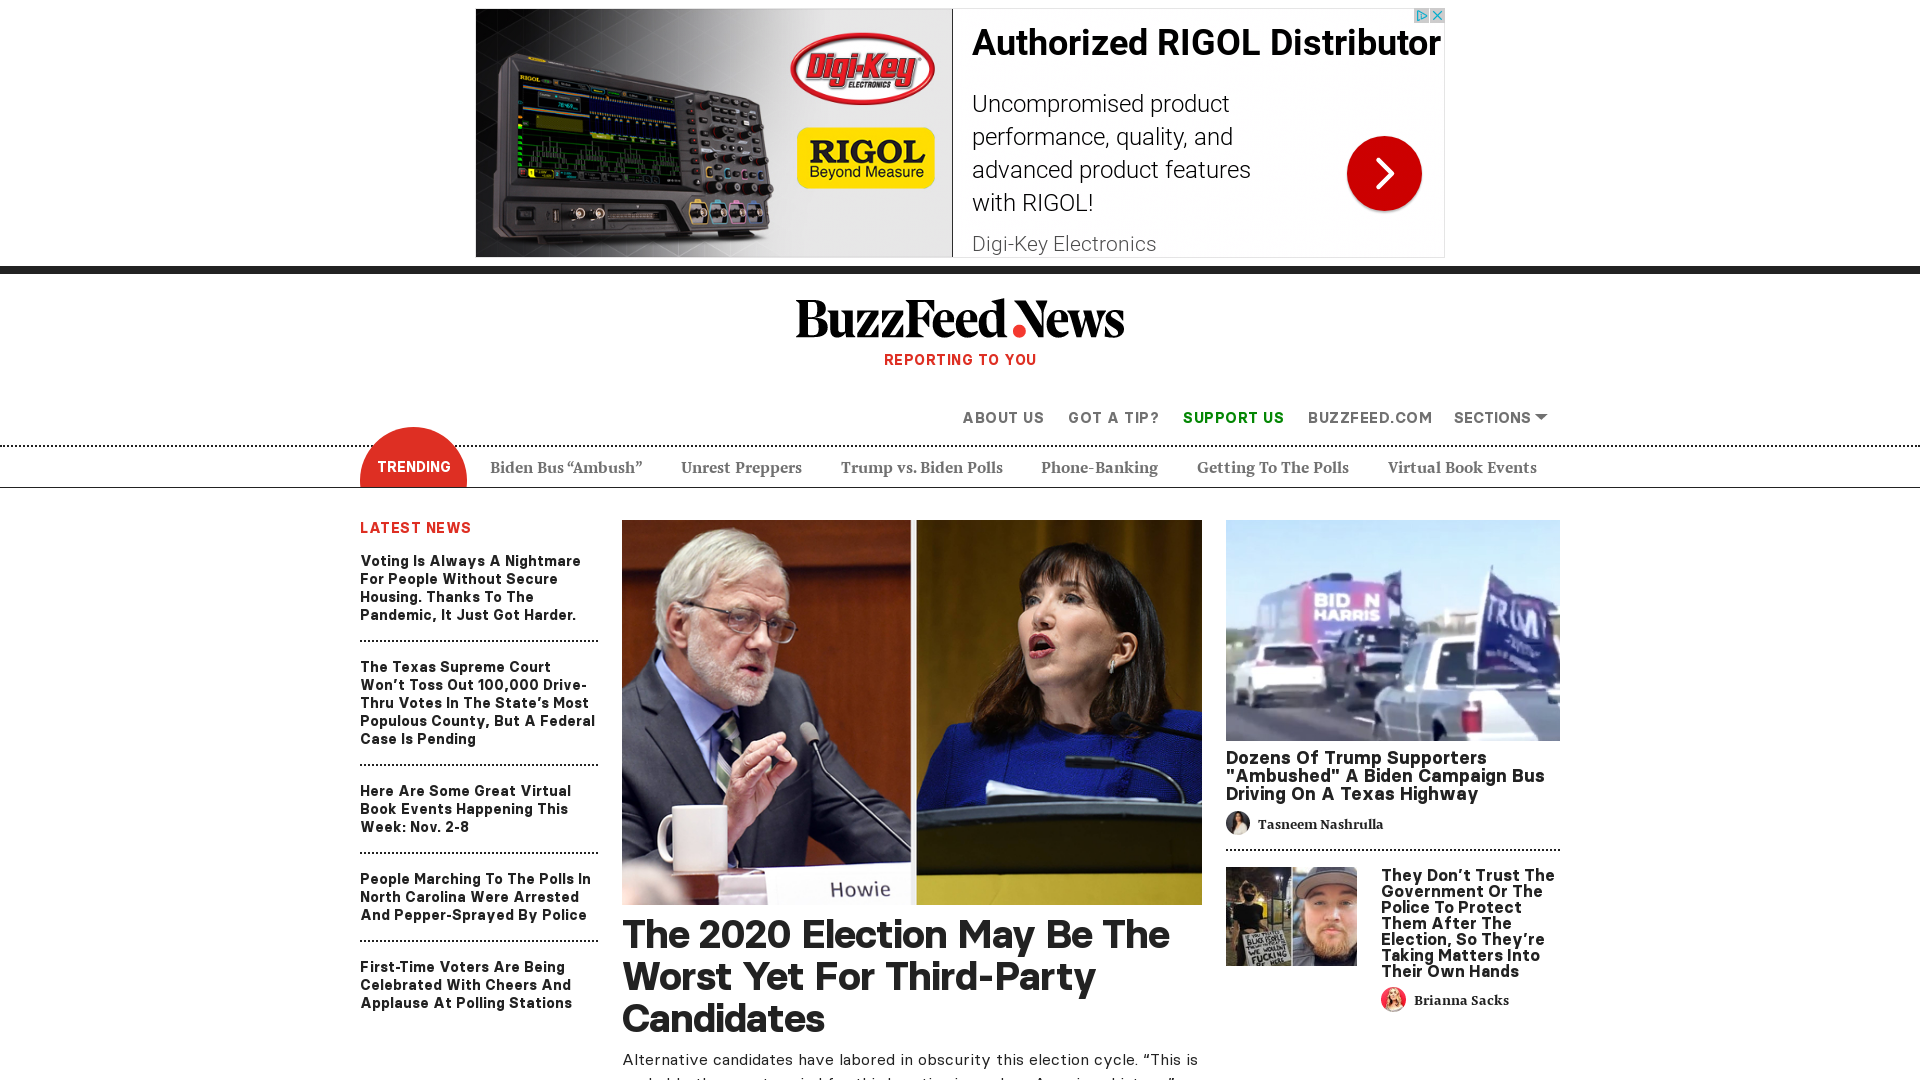 Authorized RIGOL Distributor
Digi-Key
ELECTRONICS
RIGOL
Beyond Measure
Uncompromised product
performance, quality, and
advanced product features
with RIGOL!
Digi-Key Electronics
BuzzFeed News
REPORTING TO YOU
ABOUT US
GOT A TIP?
SUPPORT US
BUZZFEED.COM
SECTIONS
TRENDING
Biden Bus “Ambush”
Unrest Preppers
Trump vs. Biden Polls
Phone-Banking
Getting To The Polls
Virtual Book Events
LATEST NEWS
Voting Is Always A Nightmare
For People Without Secure
Housing. Thanks To The
Pandemic, It Just Got Harder.
The Texas Supreme Court
Won’t Toss Out 100,000 Drive-
Thru Votes In The State’s Most
Populous County, But A Federal
Case Is Pending
Here Are Some Great Virtual
Book Events Happening This
Week: Nov. 2-8
People Marching To The Polls In
North Carolina Were Arrested
And Pepper-Sprayed By Police
First-Time Voters Are Being
Celebrated With Cheers And
Applause At Polling Stations
Howie
The 2020 Election May Be The
Worst Yet For Third-Party
Candidates
Alternative candidates have labored in obscurity this election cycle. “This is
BID N
HARRIS
TRUM
Dozens Of Trump Supporters
"Ambushed" A Biden Campaign Bus
Driving On A Texas Highway
Tasneem Nashrulla
They Don’t Trust The
Government Or The
Police To Protect
Them After The
Election, So They’re
Taking Matters Into
Their Own Hands
Brianna Sacks